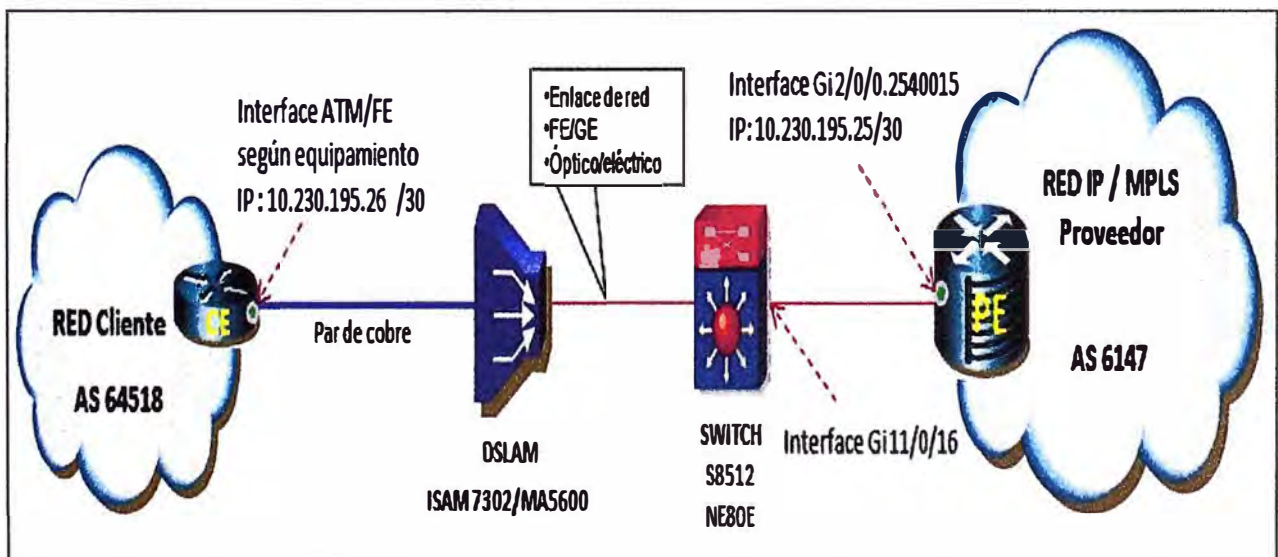 Interface ATM/FE
según equipamiento
IP : 10.230.195.26 /30
•Enlace de red
•FE/GE
•Óptico/eléctrico
Interface Gi2/0/0.2540015
IP: 10.230.195.25/30
RED IP / MPLS
Proveedor
RED Cliente
CE
Par de cobre
PE
AS 64518
AS 6147
DSLAM
ISAM 7302/MA5600
SWITCH
S8512
NE80E
Interface Gi11/0/16